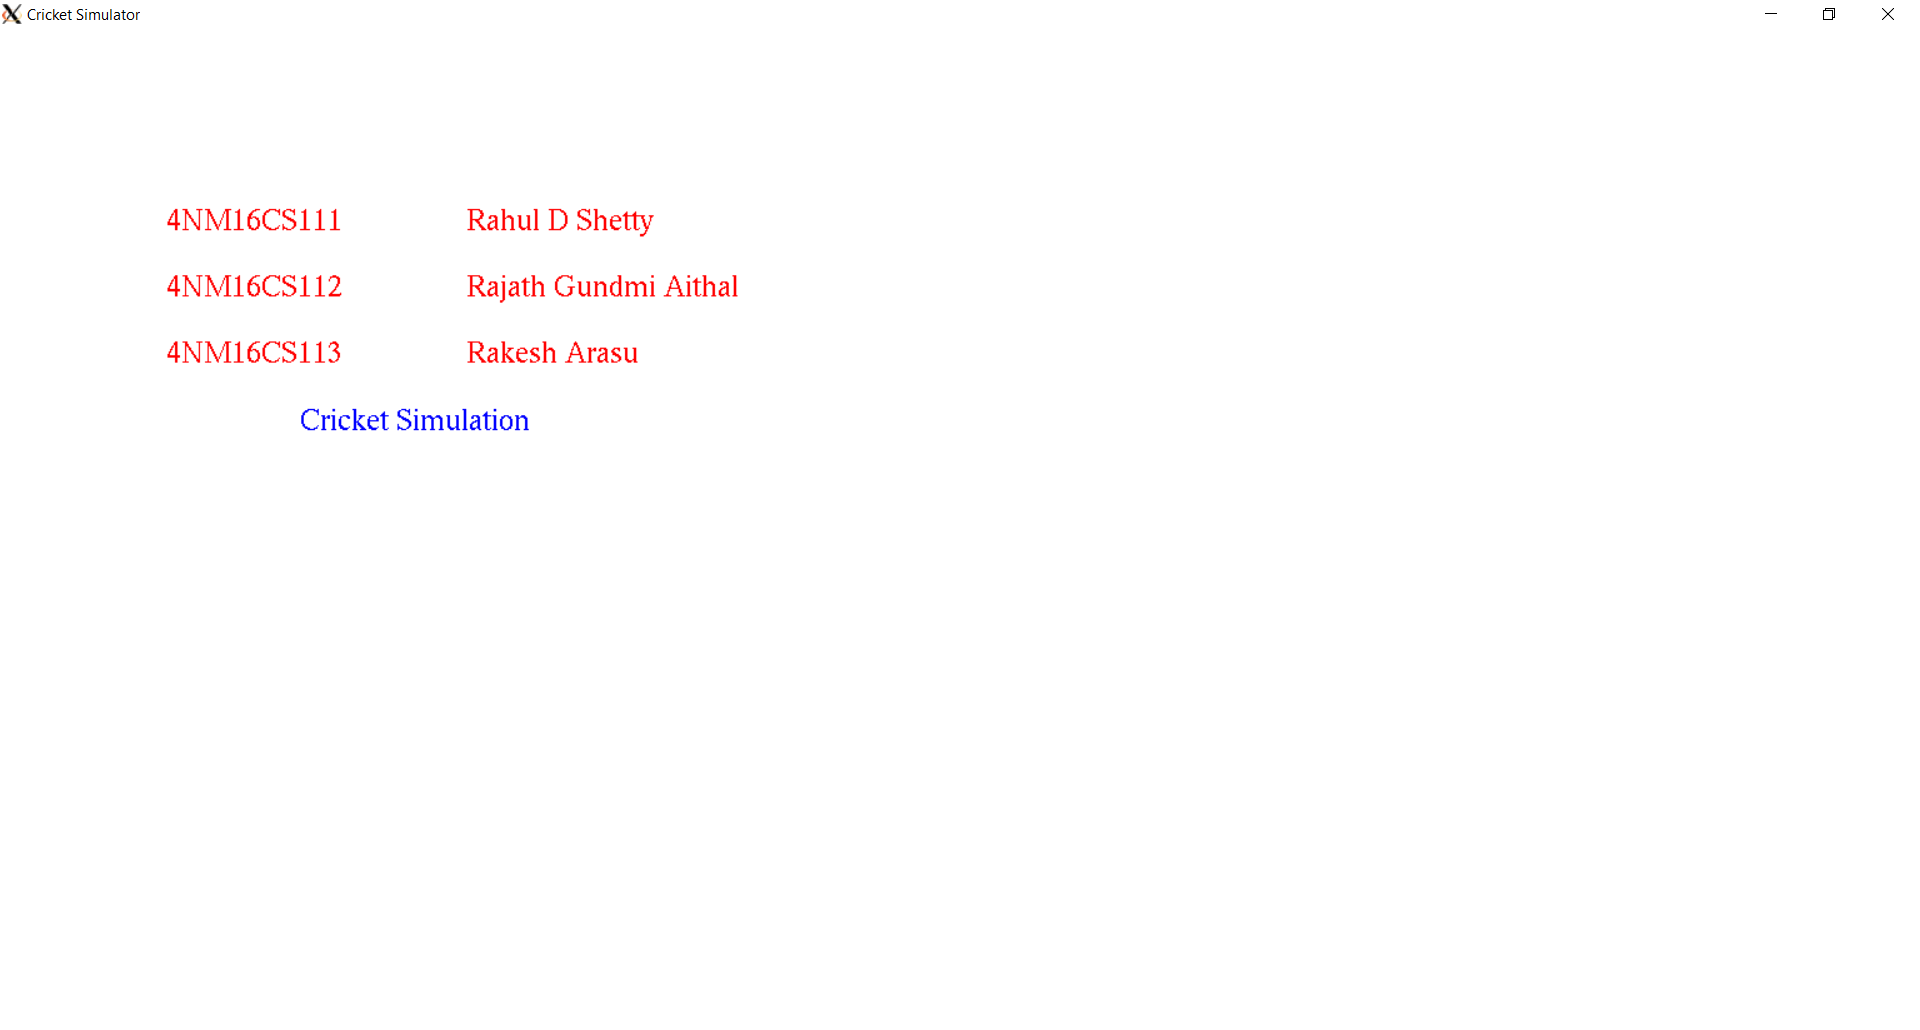 Cricket Simulator
4NM16CS111 Rahul D Shetty
4NM16CS112 Rajath Gundmi Aithal
4NM16CS113 Rakesh Arasu
Cricket Simulation